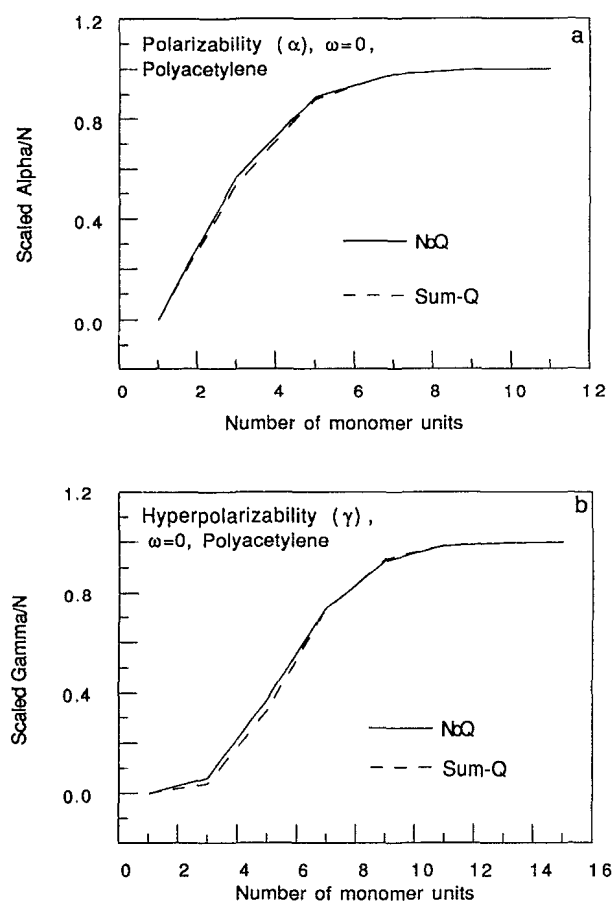 a
Polarizability (α), ω=0,
Polyacetylene
1.2
0.8
0.4
0.0
Scaled Alpha/N
NoQ
Sum-Q
0 2 4 6 8 10 12
Number of monomer units
b
Hyperpolarizability (γ),
ω=0, Polyacetylene
1.2
0.8
0.4
0.0
Scaled Gamma/N
NoQ
Sum-Q
0 2 4 6 8 10 12 14 16
Number of monomer units